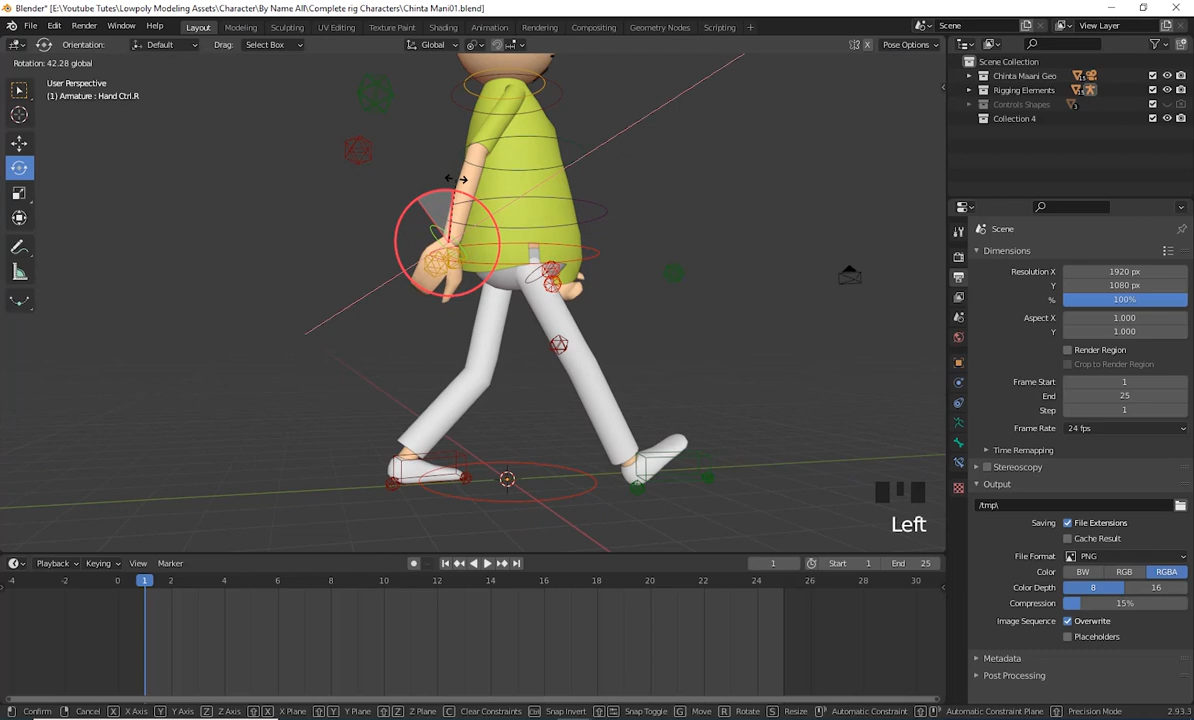 Blender* [E:\Youtube Tutes\Lowpoly Modeling Assets\Character\By Name All\Complete rig Characters\Chinta Mani01.blend]
File Edit Render Window Help Layout Modeling Sculpting UV Editing Texture Paint Shading Animation Rendering Compositing Geometry Nodes Scripting + Scene View Layer
Orientation: Default Drag: Select Box Global X Pose Options
Rotation: 42.28 global
User Perspective
(1) Armature : Hand Ctrl.R
Scene Collection
Chinta Maani Geo
Rigging Elements
Controls Shapes
Collection 4
Scene
Dimensions
Resolution X 1920 px
Y 1080 px
% 100%
Aspect X 1.000
Y 1.000
Render Region
Crop to Render Region
Frame Start 1
End 25
Step 1
Frame Rate 24 fps
Time Remapping
Stereoscopy
Output
/tmp\
Saving File Extensions
Cache Result
File Format PNG
Color BW RGB RGBA
Color Depth 8 16
Compression 15%
Image Sequence Overwrite
Placeholders
Metadata
Post Processing
Left
Playback Keying View Marker 1 Start 1 End 25
-4 -2 0 1 2 4 6 8 10 12 14 16 18 20 22 24 26 28 30
Confirm Cancel X X Axis Y Y Axis Z Z Axis X X Plane Y Y Plane Z Z Plane C Clear Constraints Snap Invert Snap Toggle G Move R Rotate S Resize Automatic Constraint Automatic Constraint Plane Precision Mode 2.93.3